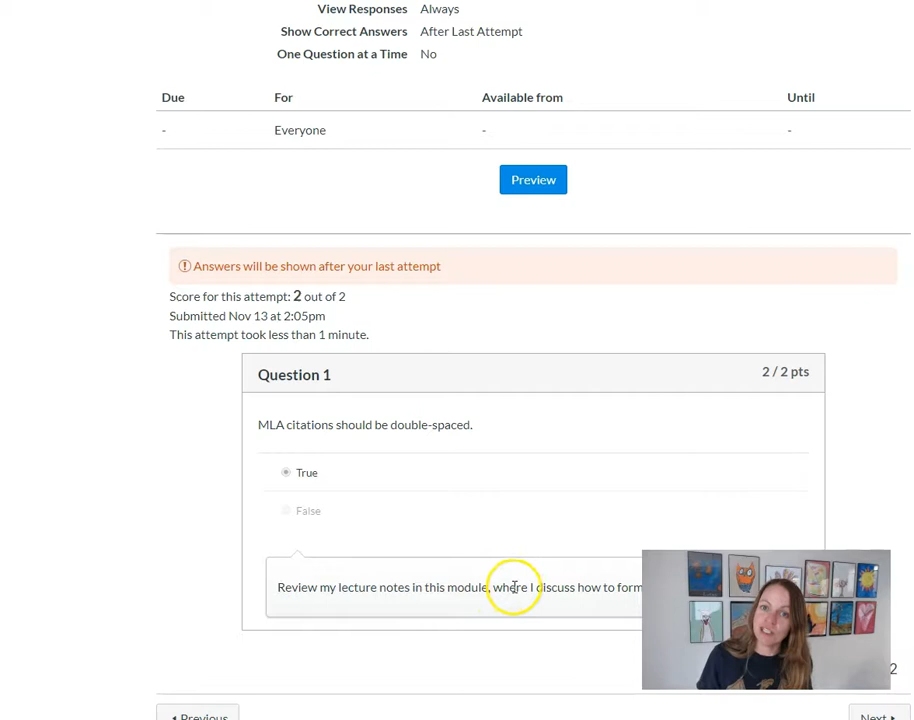 View Responses Always
Show Correct Answers After Last Attempt
One Question at a Time No
Due For Available from Until
- Everyone - -
Preview
Answers will be shown after your last attempt
Score for this attempt: 2 out of 2
Submitted Nov 13 at 2:05pm
This attempt took less than 1 minute.
Question 1 2 / 2 pts
MLA citations should be double-spaced.
True
False
Review my lecture notes in this module, where I discuss how to form
2
Previous Next